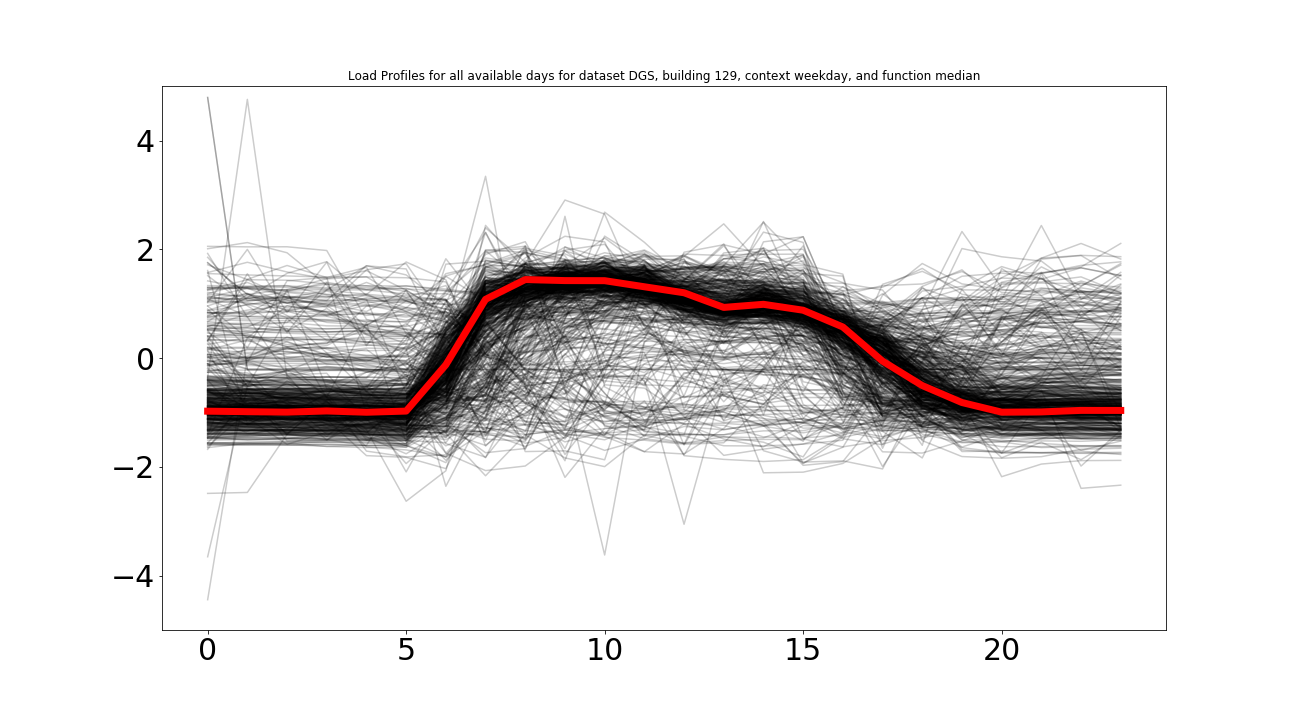 Load Profiles for all available days for dataset DGS, building 129, context weekday, and function median
4
2
0
−2
−4
0 5 10 15 20